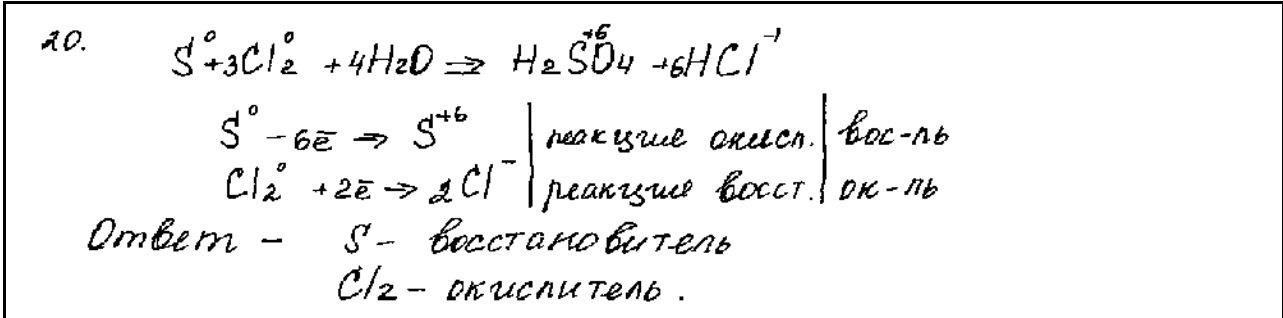 20. S⁰+3Cl₂⁰ +4H₂O ⇒ H₂S⁺⁶O₄ +6HCl⁻¹
S⁰ - 6ē → S⁺⁶ | реакция окисл. | вос-ль
Cl₂⁰ +2ē → 2Cl⁻ | реакция восст. | ок-ль
Ответ - S - восстановитель
Cl₂ - окислитель.